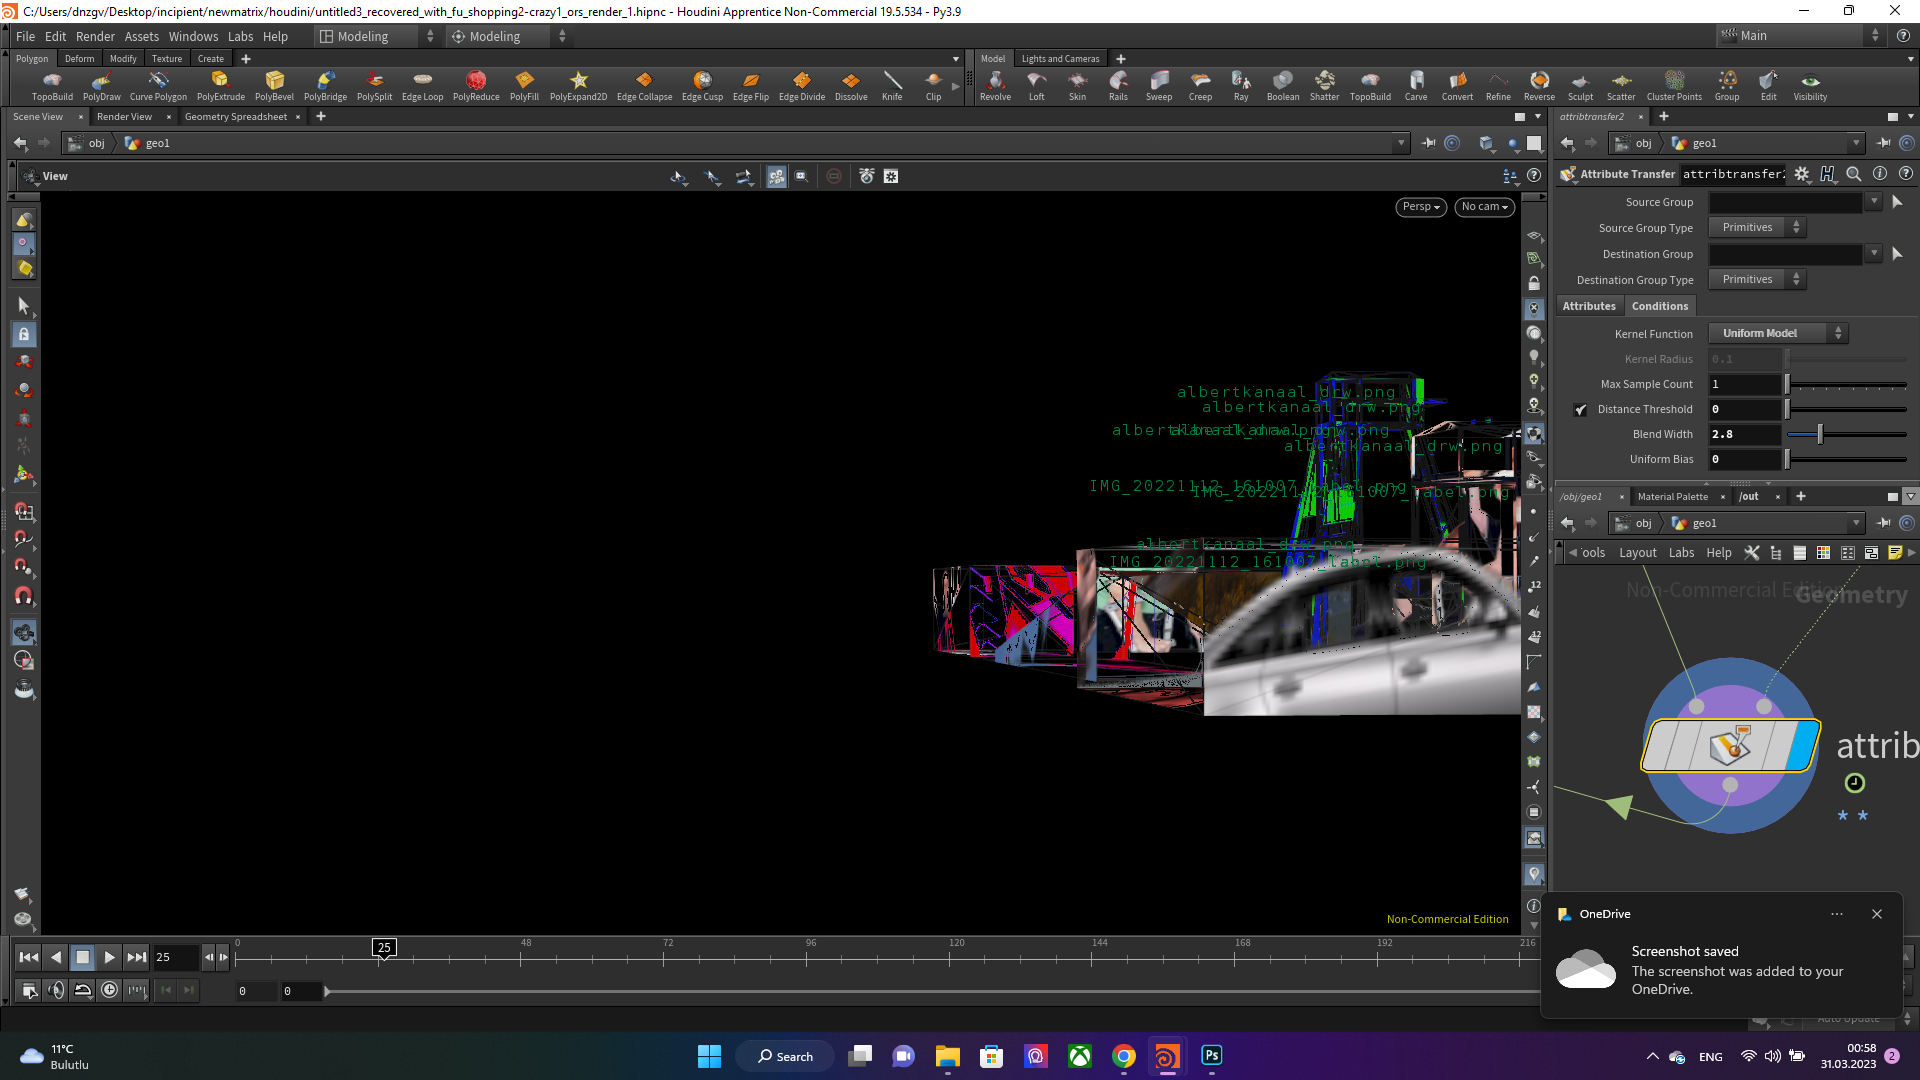 C:/Users/dnzgv/Desktop/incipient/newmatrix/houdini/untitled3_recovered_with_fu_shopping2-crazy1_ors_render_1.hipnc - Houdini Apprentice Non-Commercial 19.5.534 - Py3.9
File Edit Render Assets Windows Labs Help Modeling Modeling Main
Polygon Deform Modify Texture Create
Model Lights and Cameras
TopoBuild PolyDraw Curve Polygon PolyExtrude PolyBevel PolyBridge PolySplit Edge Loop PolyReduce PolyFill PolyExpand2D Edge Collapse Edge Cusp Edge Flip Edge Divide Dissolve Knife Clip
Revolve Loft Skin Rails Sweep Creep Ray Boolean Shatter TopoBuild Carve Convert Refine Reverse Sculpt Scatter Cluster Points Group Edit Visibility
Scene View Render View Geometry Spreadsheet
obj geo1
View
Persp No cam
albertkanaal_drw.png
albertkanaal_drw.png
albertkanaal_drw.png
albertkanaal_drw.png
albertkanaal_drw.png
IMG_20221112_161007_label.png
IMG_20221112_161007_label.png
albertkanaal_drw.png
IMG_20221112_161007_label.png
Non-Commercial Edition
attribtransfer2
obj geo1
Attribute Transfer attribtransfer2
Source Group
Source Group Type Primitives
Destination Group
Destination Group Type Primitives
Attributes Conditions
Kernel Function Uniform Model
Kernel Radius 0.1
Max Sample Count 1
Distance Threshold 0
Blend Width 2.8
Uniform Bias 0
/obj/geo1 Material Palette /out
obj geo1
ools Layout Labs Help
Non-Commercial Edition
Geometry
attrib
25
0 25 48 72 96 120 144 168 192 216
0 0
OneDrive
Screenshot saved
The screenshot was added to your
OneDrive.
Auto Update
11°C
Bulutlu
Search
ENG
00:58
31.03.2023
2